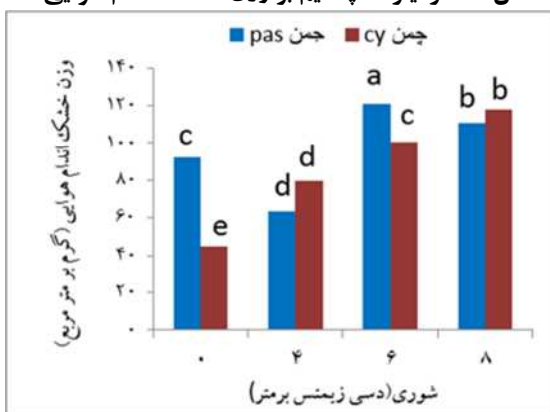 چمن pas
چمن cy
وزن خشک اندام هوایی (گرم بر متر مربع)
۱۴۰
۱۲۰
۱۰۰
۸۰
۶۰
۴۰
۲۰
۰
c
e
d
d
a
c
b
b
۰
۴
۶
۸
شوری(دسی زیمنس برمتر)